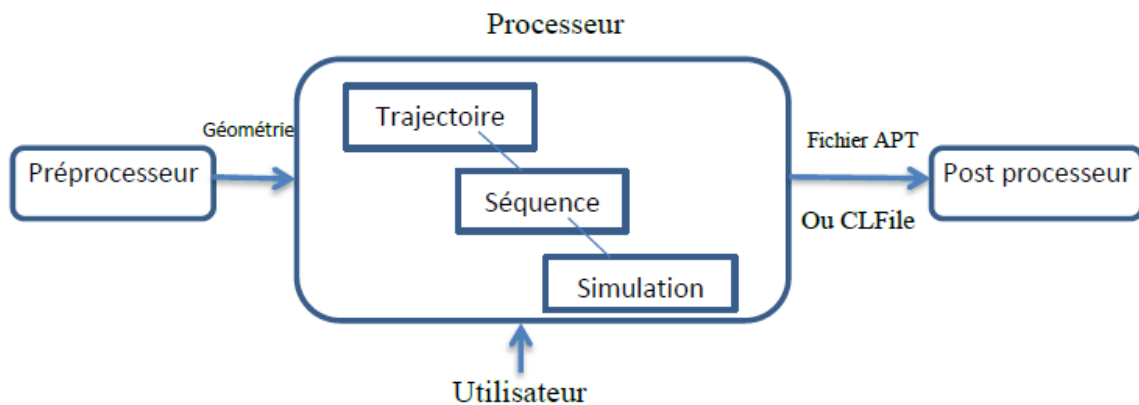 Processeur
Trajectoire
Géométrie
Fichier APT
Préprocesseur
Post processeur
Séquence
Ou CLFile
Simulation
Utilisateur